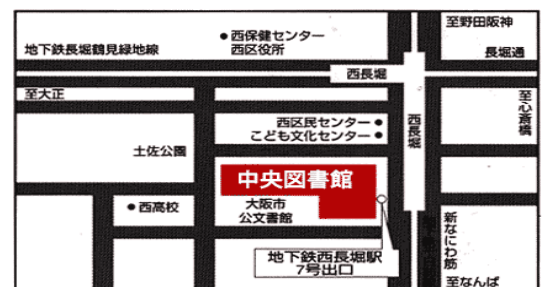 至野田阪神
西保健センター
西区役所
地下鉄長堀鶴見緑地線
長堀通
西長堀
至大正
至心斎橋
西区民センター
こども文化センター
西長堀
土佐公園
中央図書館
西高校
大阪市
公文書館
新なにわ筋
地下鉄西長堀駅
7号出口
至なんば